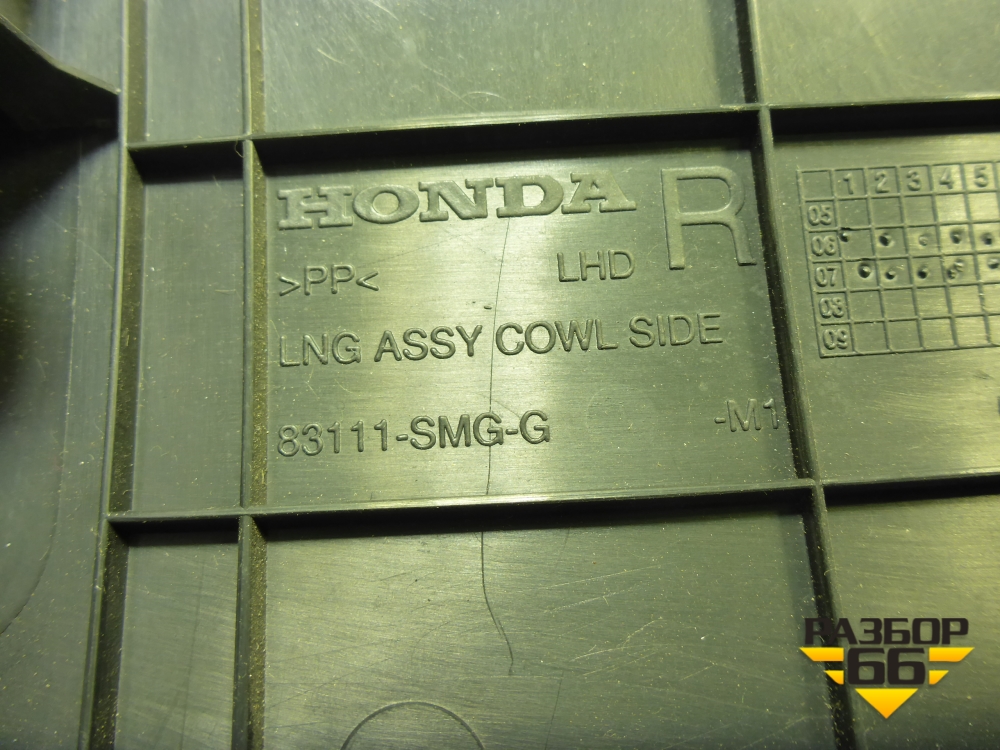 HONDA R
>PP< LHD
LNG ASSY COWL SIDE
83111-SMG-G -M1
1 2 3 4 5
05
06
07
08
09
РАЗБОР
66